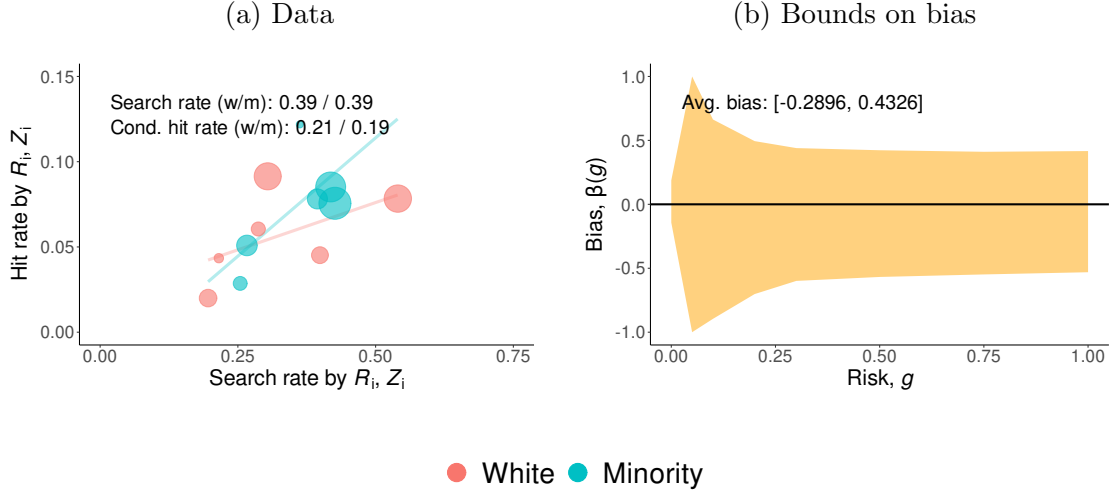 (a) Data
0.15
0.10
0.05
0.00
Hit rate by Rᵢ, Zᵢ
Search rate (w/m): 0.39 / 0.39
Cond. hit rate (w/m): 0.21 / 0.19
0.00 0.25 0.50 0.75
Search rate by Rᵢ, Zᵢ
(b) Bounds on bias
1.0
0.5
0.0
-0.5
-1.0
Bias, β(g)
Avg. bias: [-0.2896, 0.4326]
0.00 0.25 0.50 0.75 1.00
Risk, g
White Minority